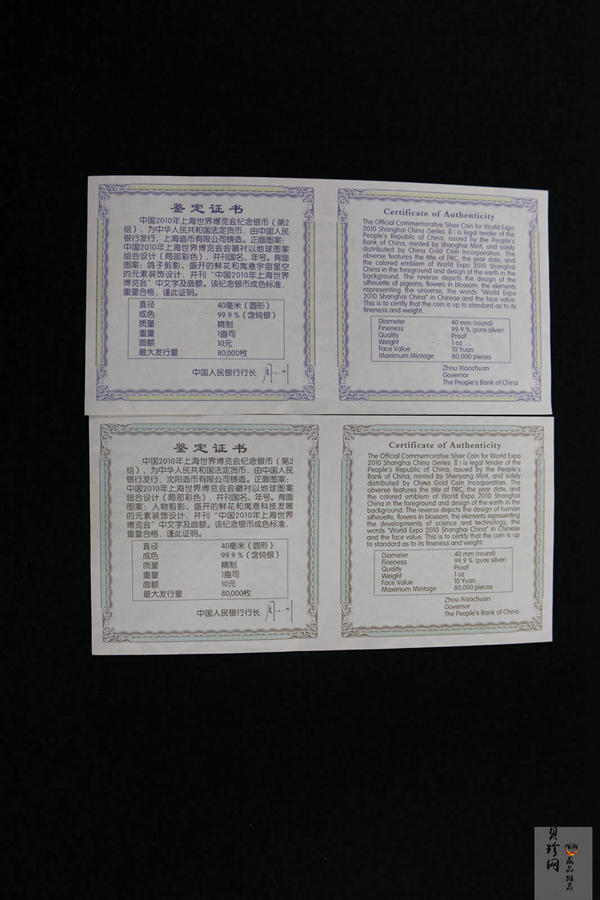 鉴定证书
中国2010年上海世界博览会纪念银币（第2
组），为中华人民共和国法定货币，由中国人民
银行发行，上海造币有限公司铸造。正面图案：
中国2010年上海世界博览会会徽衬以地球图案
组合设计（局部彩色），并刊国名、年号。背面
图案：鸽子剪影、盛开的鲜花和寓意宇宙星空
的元素装饰设计，并刊“中国2010年上海世界
博览会”中文字及面额。该纪念银币成色标准，
重量合格，谨此证明。
直径 40毫米（圆形）
成色 99.9％（含纯银）
质量 精制
重量 1盎司
面额 10元
最大发行量 80,000枚
中国人民银行行长
Certificate of Authenticity
The Official Commemorative Silver Coin for World Expo
2010 Shanghai China (Series Ⅱ) is legal tender of the
People's Republic of China, issued by the People's
Bank of China, minted by Shanghai Mint, and solely
distributed by China Gold Coin Incorporation. The
obverse features the title of PRC, the year date, and
the colored emblem of World Expo 2010 Shanghai
China in the foreground and design of the earth in the
background. The reverse depicts the design of the
silhouette of pigeons, flowers in blossom, the elements
representing the universe, the words "World Expo
2010 Shanghai China" in Chinese and the face value.
This is to certify that the coin is up to standard as to its
fineness and weight.
Diameter 40 mm (round)
Fineness 99.9 % (pure silver)
Quality Proof
Weight 1 oz
Face Value 10 Yuan
Maximum Mintage 80,000 pieces
Zhou Xiaochuan
Governor
The People's Bank of China
鉴定证书
中国2010年上海世界博览会纪念银币（第2
组），为中华人民共和国法定货币，由中国人民
银行发行，沈阳造币有限公司铸造。正面图案：
中国2010年上海世界博览会会徽衬以地球图案
组合设计（局部彩色），并刊国名、年号。背面
图案：人物剪影、盛开的鲜花和寓意科技发展
的元素装饰设计，并刊“中国2010年上海世界
博览会”中文字及面额。该纪念银币成色标准，
重量合格，谨此证明。
直径 40毫米（圆形）
成色 99.9％（含纯银）
质量 精制
重量 1盎司
面额 10元
最大发行量 80,000枚
中国人民银行行长
Certificate of Authenticity
The Official Commemorative Silver Coin for World Expo
2010 Shanghai China (Series Ⅱ) is legal tender of the
People's Republic of China, issued by the People's
Bank of China, minted by Shenyang Mint, and solely
distributed by China Gold Coin Incorporation. The
obverse features the title of PRC, the year date, and
the colored emblem of World Expo 2010 Shanghai
China in the foreground and design of the earth in the
background. The reverse depicts the design of human
silhouette, flowers in blossom, the elements representing
the developments of science and technology, the
words "World Expo 2010 Shanghai China" in Chinese
and the face value. This is to certify that the coin is up
to standard as to its fineness and weight.
Diameter 40 mm (round)
Fineness 99.9 % (pure silver)
Quality Proof
Weight 1 oz
Face Value 10 Yuan
Maximum Mintage 80,000 pieces
Zhou Xiaochuan
Governor
The People's Bank of China
贝珍网